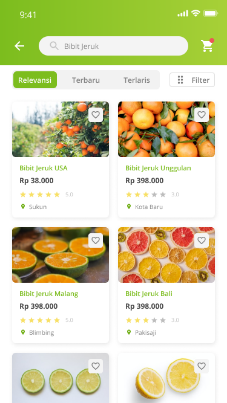 9:41
Bibit Jeruk
Relevansi Terbaru Terlaris Filter
Bibit Jeruk USA
Rp 38.000
5.0
Sukun
Bibit Jeruk Unggulan
Rp 398.000
5.0
Kota Baru
Bibit Jeruk Malang
Rp 398.000
5.0
Blimbing
Bibit Jeruk Bali
Rp 398.000
5.0
Pakisaji